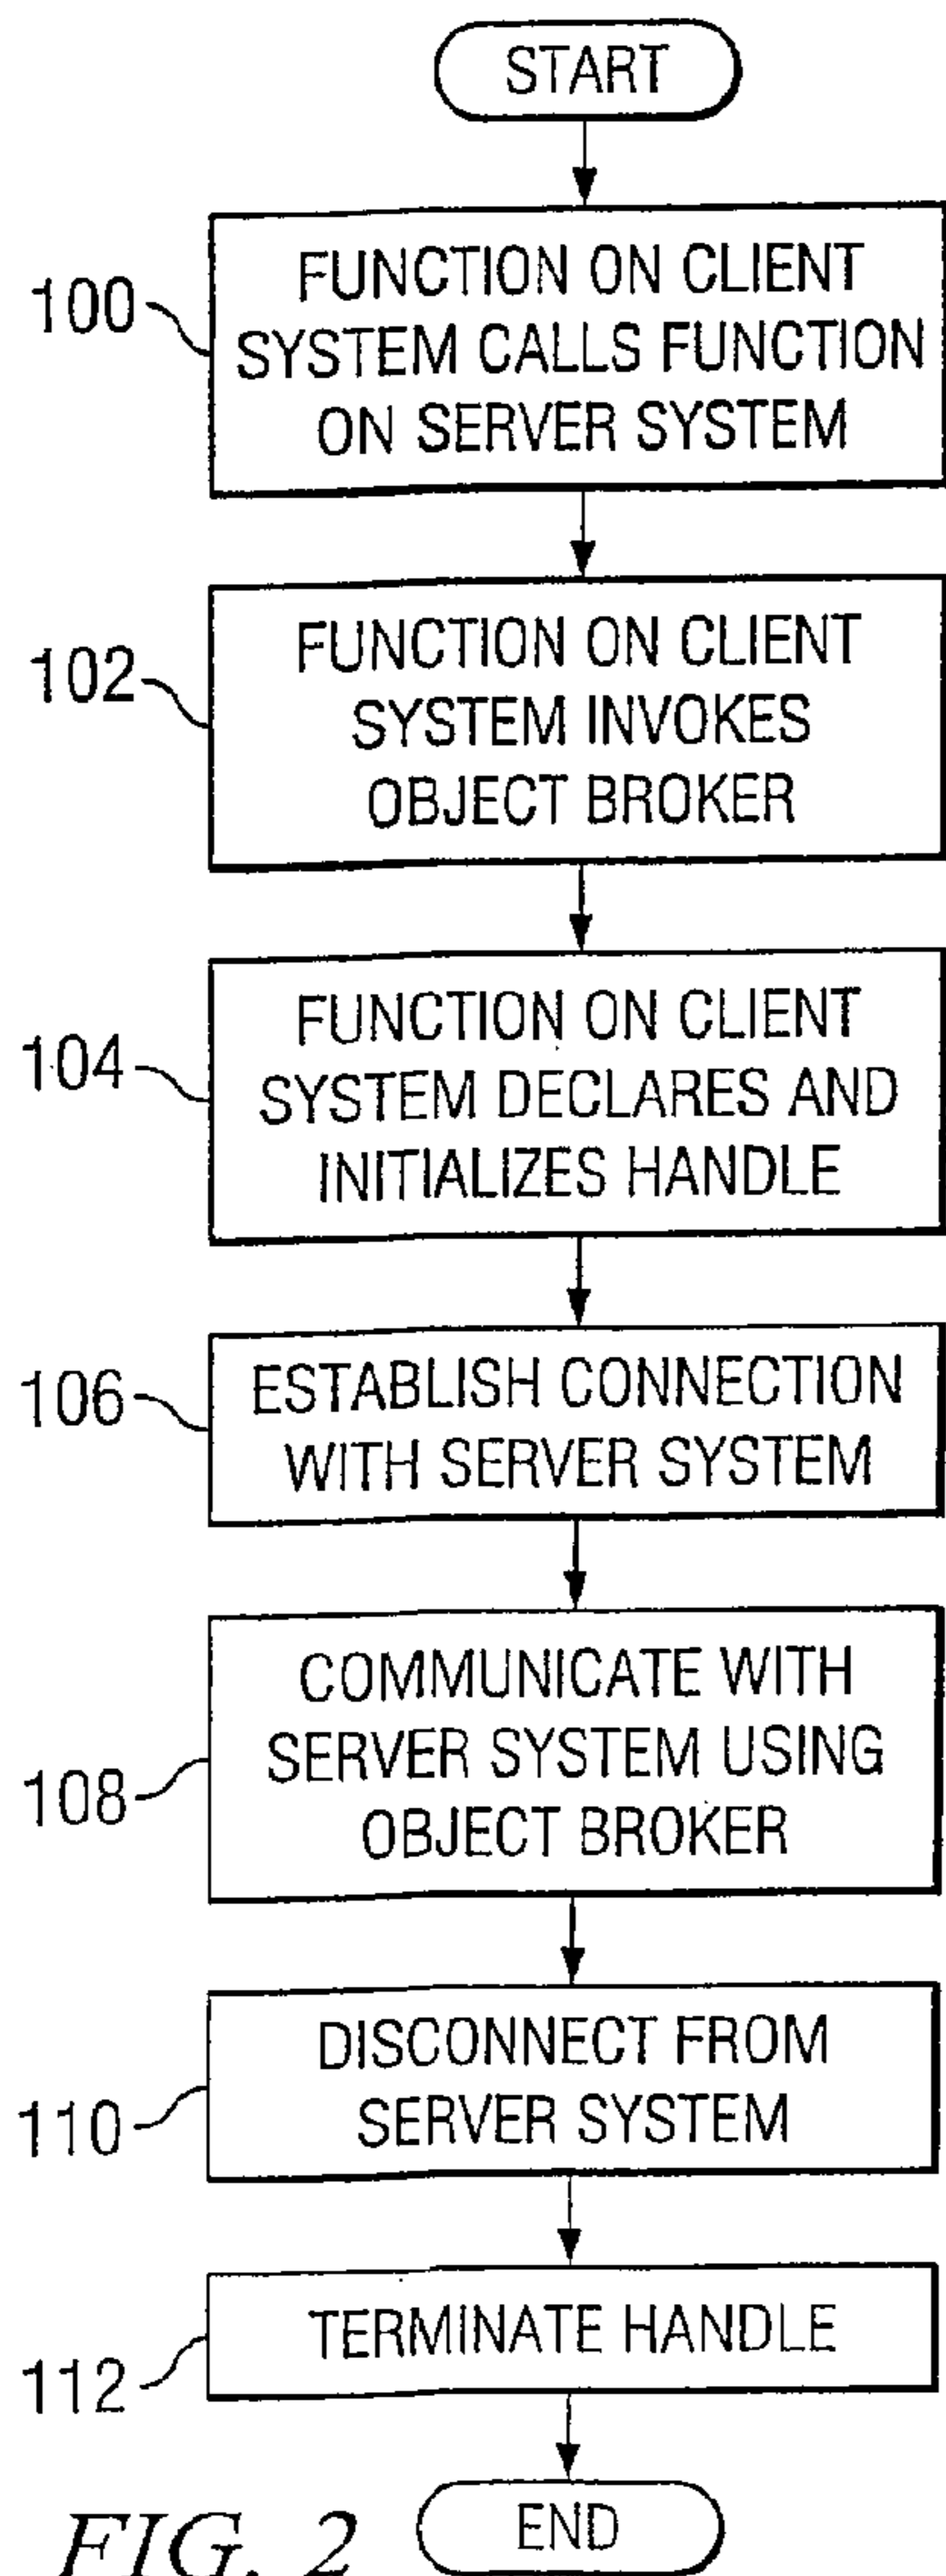 START
100
FUNCTION ON CLIENT
SYSTEM CALLS FUNCTION
ON SERVER SYSTEM
102
FUNCTION ON CLIENT
SYSTEM INVOKES
OBJECT BROKER
104
FUNCTION ON CLIENT
SYSTEM DECLARES AND
INITIALIZES HANDLE
106
ESTABLISH CONNECTION
WITH SERVER SYSTEM
108
COMMUNICATE WITH
SERVER SYSTEM USING
OBJECT BROKER
110
DISCONNECT FROM
SERVER SYSTEM
112
TERMINATE HANDLE
END
FIG. 2